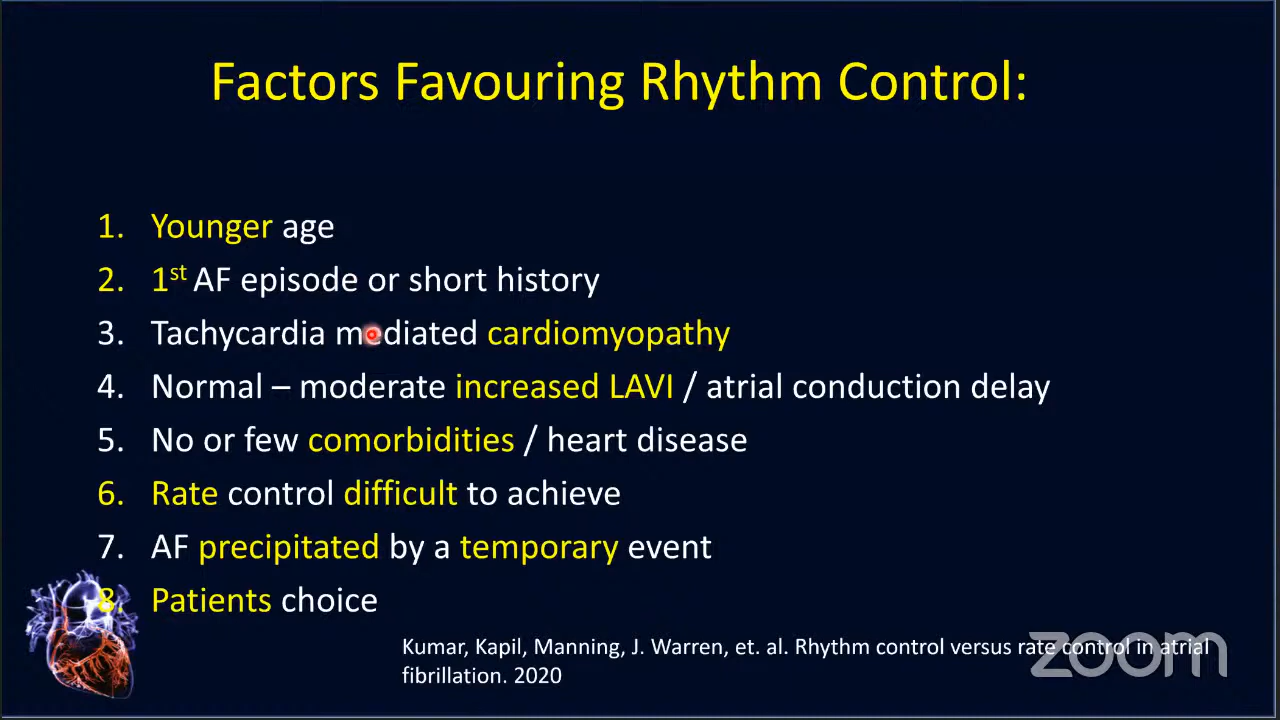 Factors Favouring Rhythm Control:
1. Younger age
2. 1st AF episode or short history
3. Tachycardia mediated cardiomyopathy
4. Normal – moderate increased LAVI / atrial conduction delay
5. No or few comorbidities / heart disease
6. Rate control difficult to achieve
7. AF precipitated by a temporary event
8. Patients choice
Kumar, Kapil, Manning, J. Warren, et. al. Rhythm control versus rate control in atrial
fibrillation. 2020
zoom